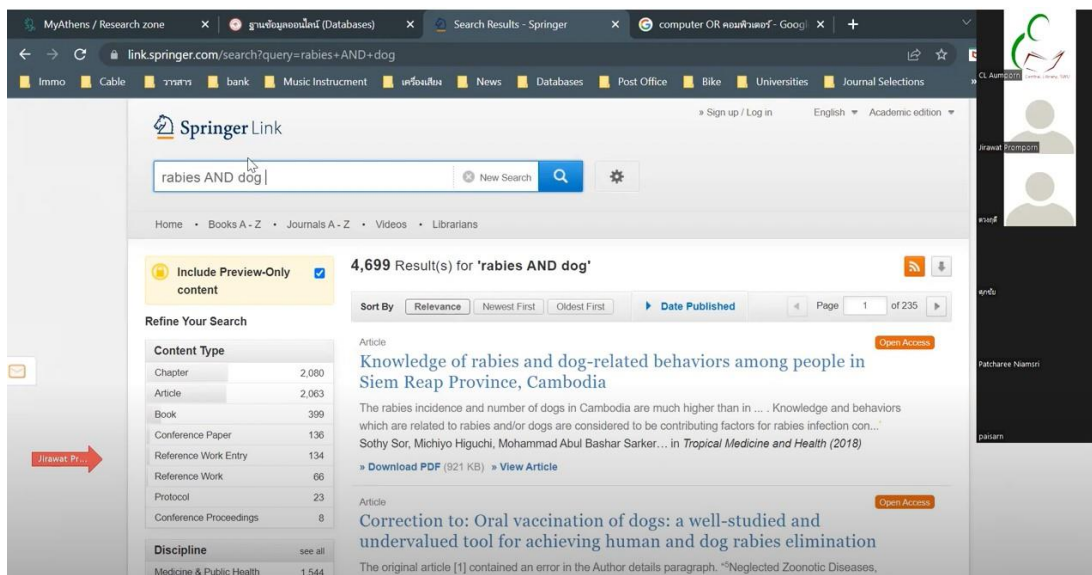 MyAthens / Research zone
ฐานข้อมูลออนไลน์ (Databases)
Search Results - Springer
computer OR คอมพิวเตอร์ - Googl
link.springer.com/search?query=rabies+AND+dog
Immo Cable วารสาร bank Music Instrucment เครื่องเสียง News Databases Post Office Bike Universities Journal Selections
» Sign up / Log in English Academic edition
Springer Link
rabies AND dog
New Search
Home • Books A - Z • Journals A - Z • Videos • Librarians
Include Preview-Only
content
Refine Your Search
Content Type
Chapter 2,080
Article 2,063
Book 399
Conference Paper 136
Reference Work Entry 134
Reference Work 66
Protocol 23
Conference Proceedings 8
Discipline see all
Medicine & Public Health 1,544
4,699 Result(s) for 'rabies AND dog'
Sort By Relevance Newest First Oldest First Date Published Page 1 of 235
Article Open Access
Knowledge of rabies and dog-related behaviors among people in
Siem Reap Province, Cambodia
The rabies incidence and number of dogs in Cambodia are much higher than in ... . Knowledge and behaviors
which are related to rabies and/or dogs are considered to be contributing factors for rabies infection con...
Sothy Sor, Michiyo Higuchi, Mohammad Abul Bashar Sarker… in Tropical Medicine and Health (2018)
» Download PDF (921 KB) » View Article
Article Open Access
Correction to: Oral vaccination of dogs: a well-studied and
undervalued tool for achieving human and dog rabies elimination
The original article [1] contained an error in the Author details paragraph. "5Neglected Zoonotic Diseases,
Jirawat Pr...
CL Aumporn
Jirawat Promporn
ศุภชัย
Patcharee Niamsri
paisarn